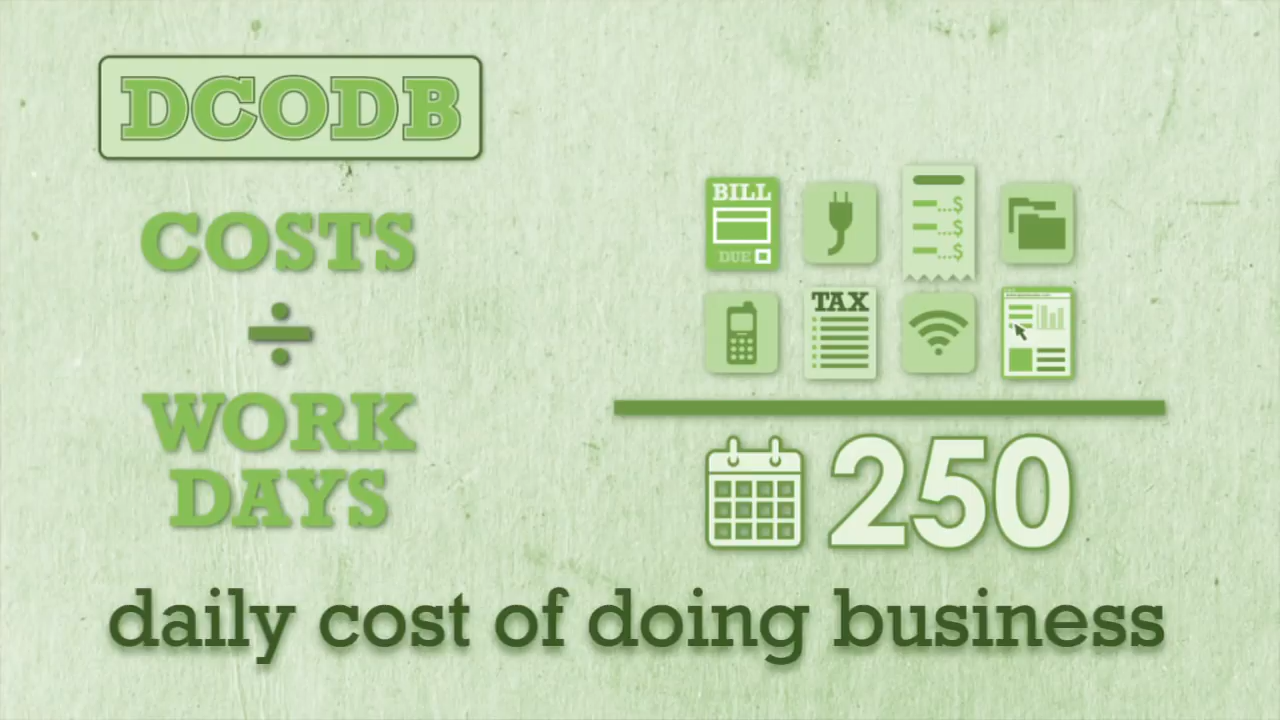 DCODB
COSTS
÷
WORK
DAYS
BILL
DUE
...$
...$
...$
TAX
250
daily cost of doing business